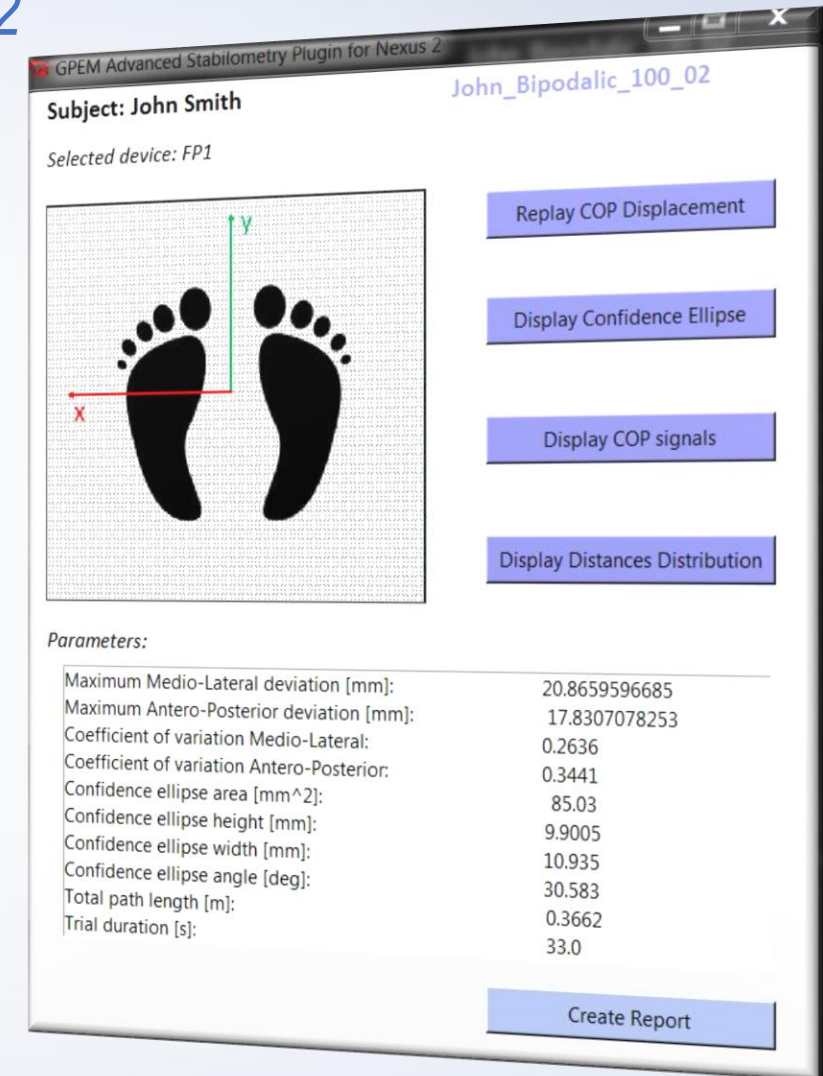 2
GPEM Advanced Stabilometry Plugin for Nexus 2
Subject: John Smith
John_Bipodalic_100_02
Selected device: FP1
y
x
Replay COP Displacement
Display Confidence Ellipse
Display COP signals
Display Distances Distribution
Parameters:
Maximum Medio-Lateral deviation [mm]: 20.8659596685
Maximum Antero-Posterior deviation [mm]: 17.8307078253
Coefficient of variation Medio-Lateral: 0.2636
Coefficient of variation Antero-Posterior: 0.3441
Confidence ellipse area [mm^2]: 85.03
Confidence ellipse height [mm]: 9.9005
Confidence ellipse width [mm]: 10.935
Confidence ellipse angle [deg]: 30.583
Total path length [m]: 0.3662
Trial duration [s]: 33.0
Create Report